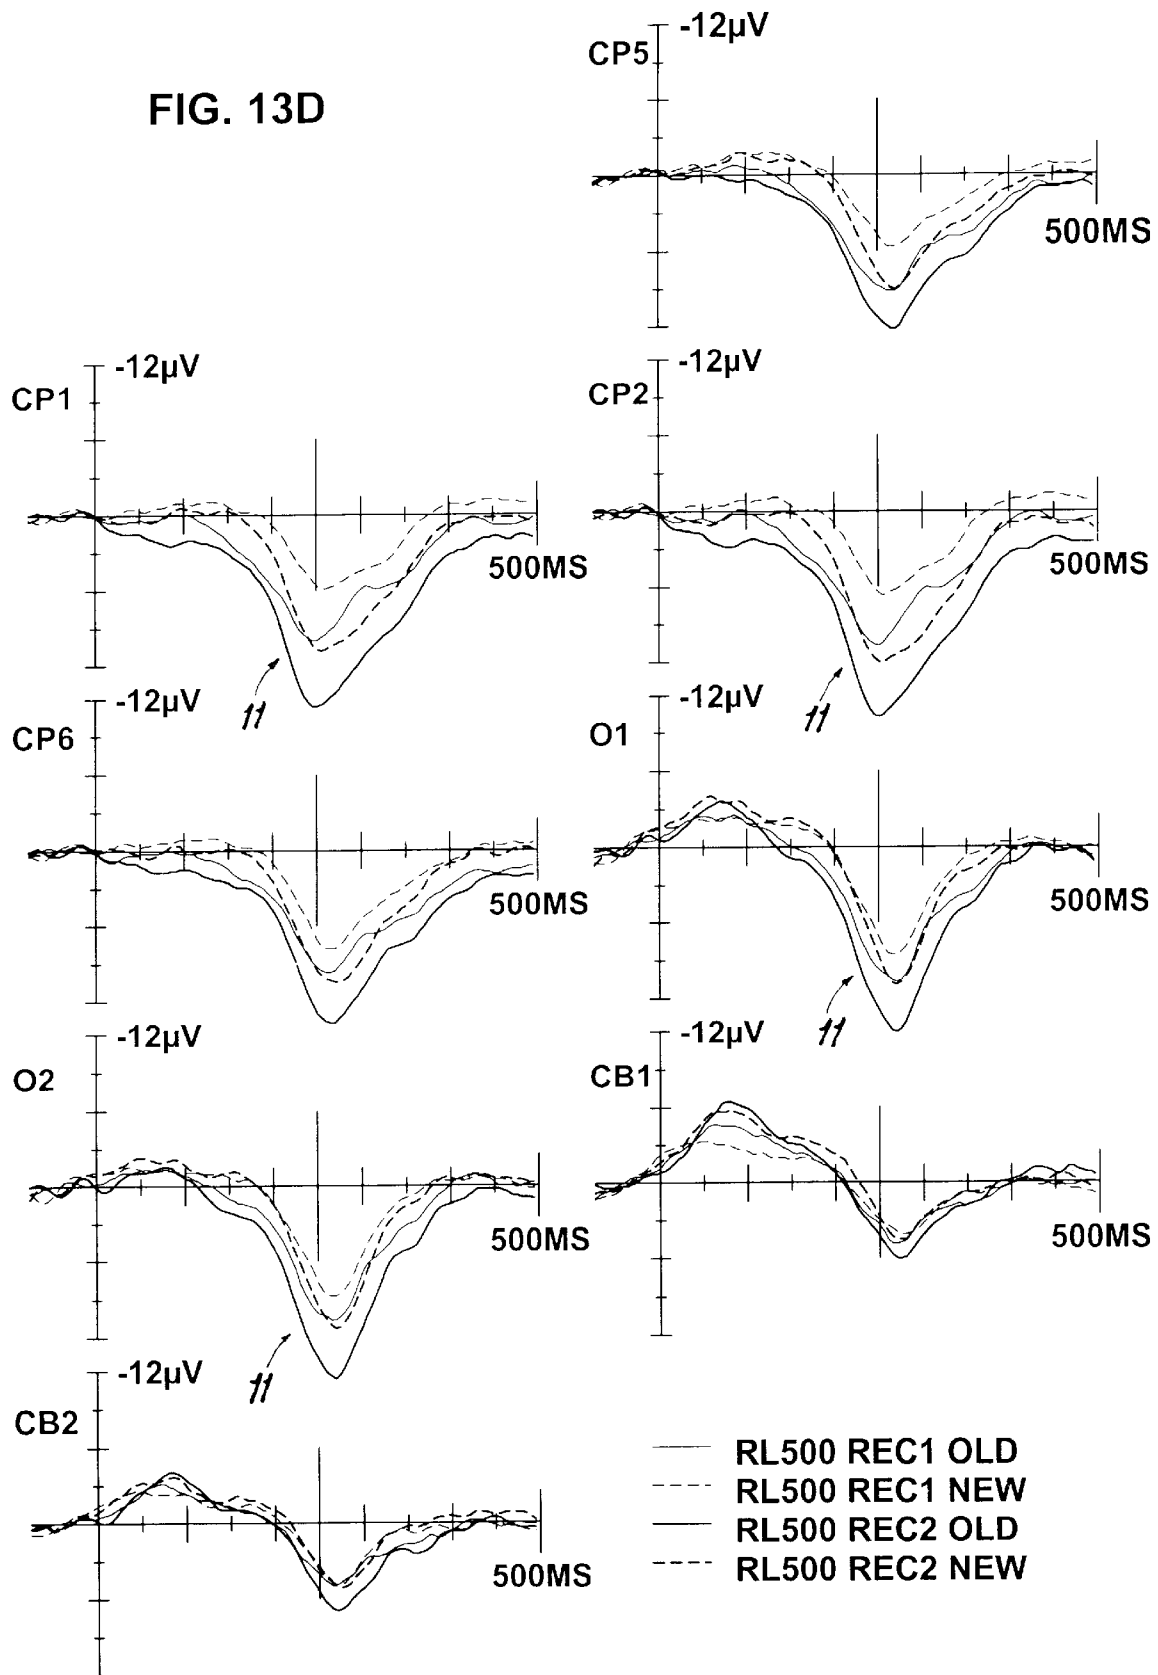 FIG. 13D
CP5
-12µV
500MS
CP1
-12µV
500MS
11
CP2
-12µV
500MS
11
CP6
-12µV
500MS
O1
-12µV
500MS
11
O2
-12µV
500MS
11
CB1
-12µV
500MS
CB2
-12µV
500MS
RL500 REC1 OLD
RL500 REC1 NEW
RL500 REC2 OLD
RL500 REC2 NEW